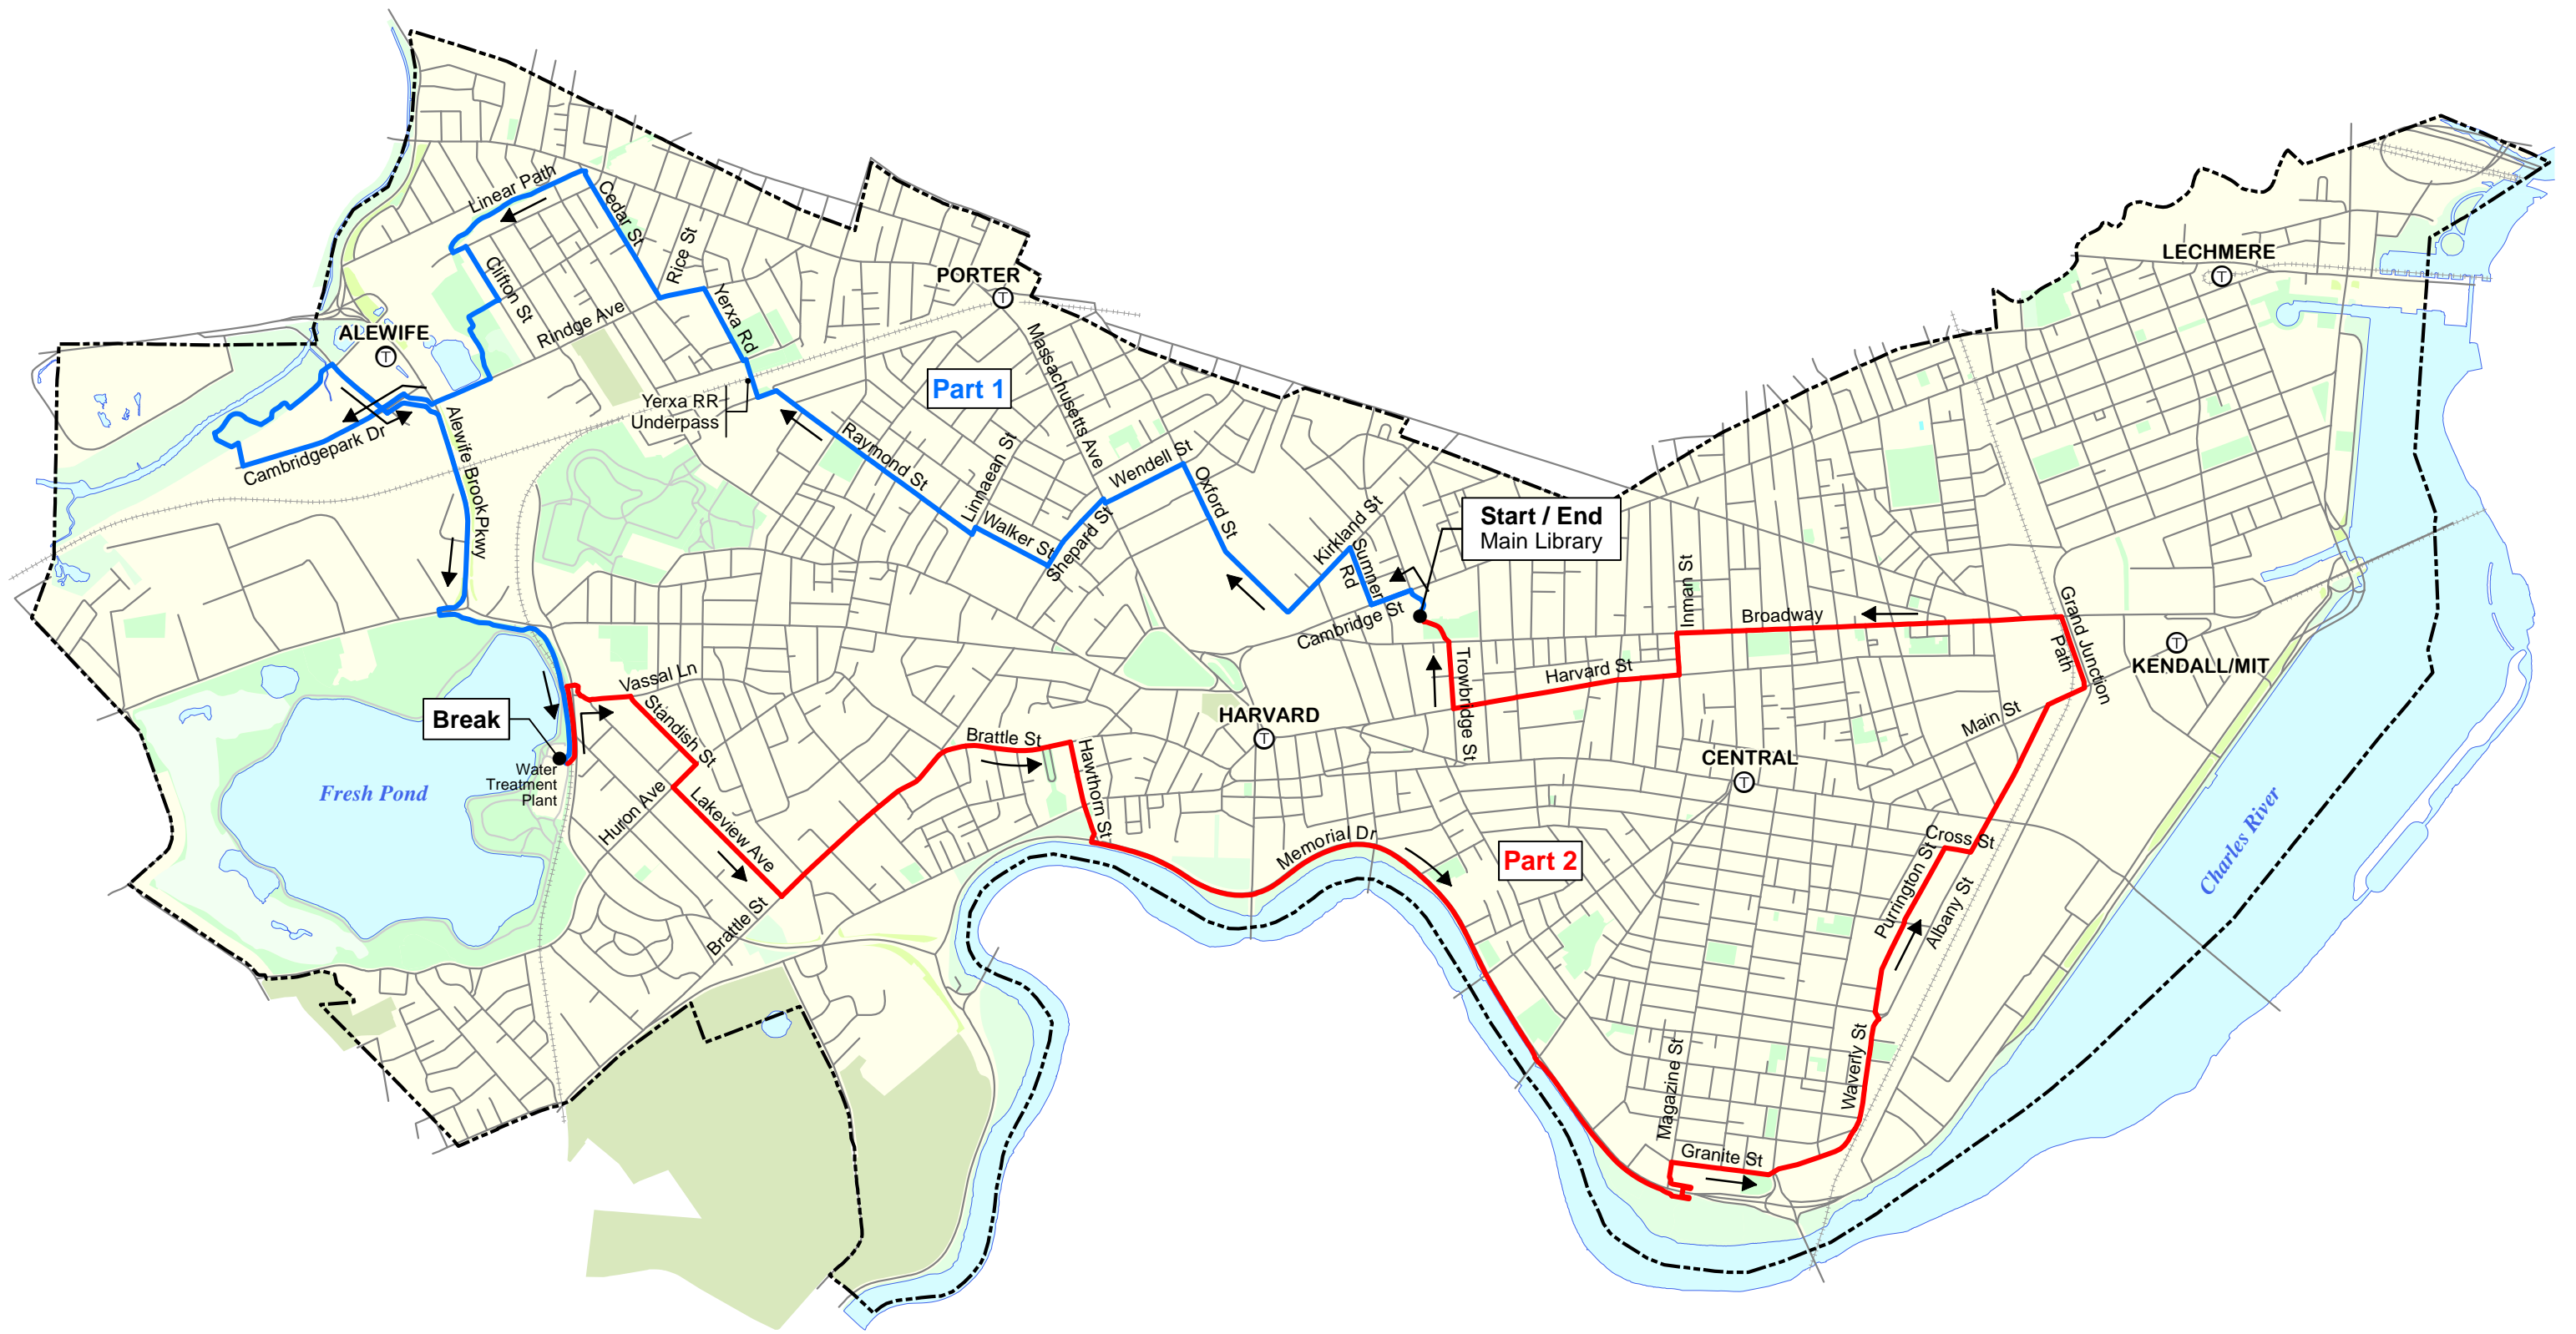 Linear Path
Cedar St
Rice St
Yerxa Rd
Clifton St
Rindge Ave
ALEWIFE
T
PORTER
T
LECHMERE
T
Massachusetts Ave
Part 1
Yerxa RR
Underpass
Cambridgepark Dr
Alewife Brook Pkwy
Raymond St
Linnaean St
Walker St
Shepard St
Wendell St
Oxford St
Kirkland St
Sumner
Rd
Cambridge St
Start / End
Main Library
Inman St
Broadway
Grand Junction
Path
T
KENDALL/MIT
Harvard St
Trowbridge St
Vassal Ln
Standish St
Break
Water
Treatment
Plant
Fresh Pond
Huron Ave
Lakeview Ave
Brattle St
Brattle St
Hawthorn St
HARVARD
T
Memorial Dr
Part 2
CENTRAL
T
Main St
Cross St
Purrington St
Albany St
Charles River
Waverly St
Magazine St
Granite St